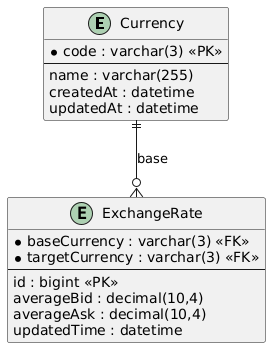 E Currency
* code : varchar(3) «PK»
name : varchar(255)
createdAt : datetime
updatedAt : datetime
base
E ExchangeRate
* baseCurrency : varchar(3) «FK»
* targetCurrency : varchar(3) «FK»
id : bigint «PK»
averageBid : decimal(10,4)
averageAsk : decimal(10,4)
updatedTime : datetime